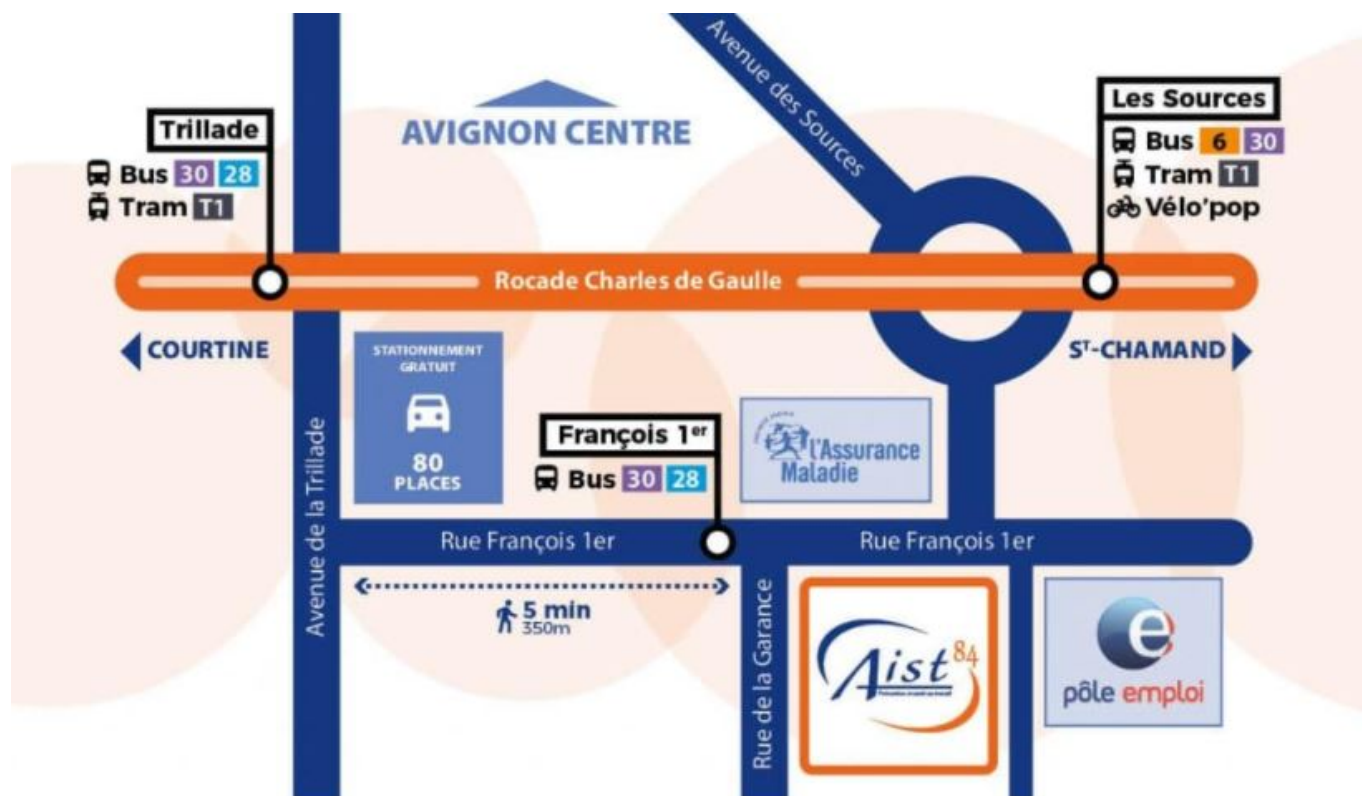 Avenue des Sources
AVIGNON CENTRE
Trillade
Bus 30 28
Tram T1
Les Sources
Bus 6 30
Tram T1
Vélo'pop
Rocade Charles de Gaulle
COURTINE
ST-CHAMAND
STATIONNEMENT
GRATUIT
80
PLACES
François 1er
Bus 30 28
l'Assurance
Maladie
Avenue de la Trillade
Rue François 1er
Rue François 1er
5 min
350m
Rue de la Garance
Aist 84
pôle emploi